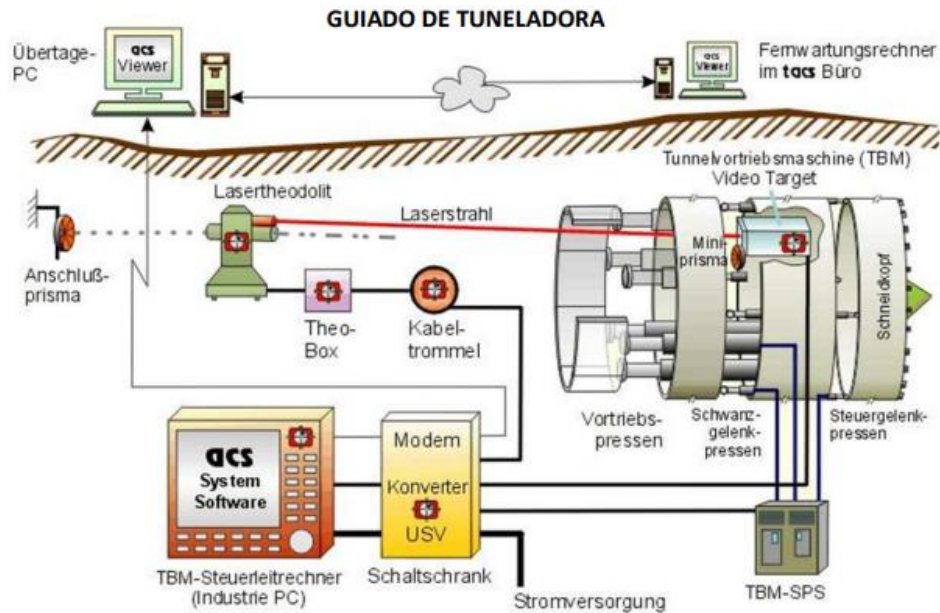 GUIADO DE TUNELADORA
Übertage-
PC
acs
Viewer
acs
Viewer
Fernwartungsrechner
im tacs Büro
Tunnelvortriebsmaschine (TBM)
Video Target
Lasertheodolit
Laserstrahl
Mini-
prisma
Schneidkopf
Anschluß-
prisma
Theo-
Box
Kabel-
trommel
Vortriebs-
pressen
Schwanz-
gelenk-
pressen
Steuergelenk-
pressen
acs
System
Software
Modem
Konverter
USV
TBM-Steuerleitrechner
(Industrie PC)
Schaltschrank
Stromversorgung
TBM-SPS